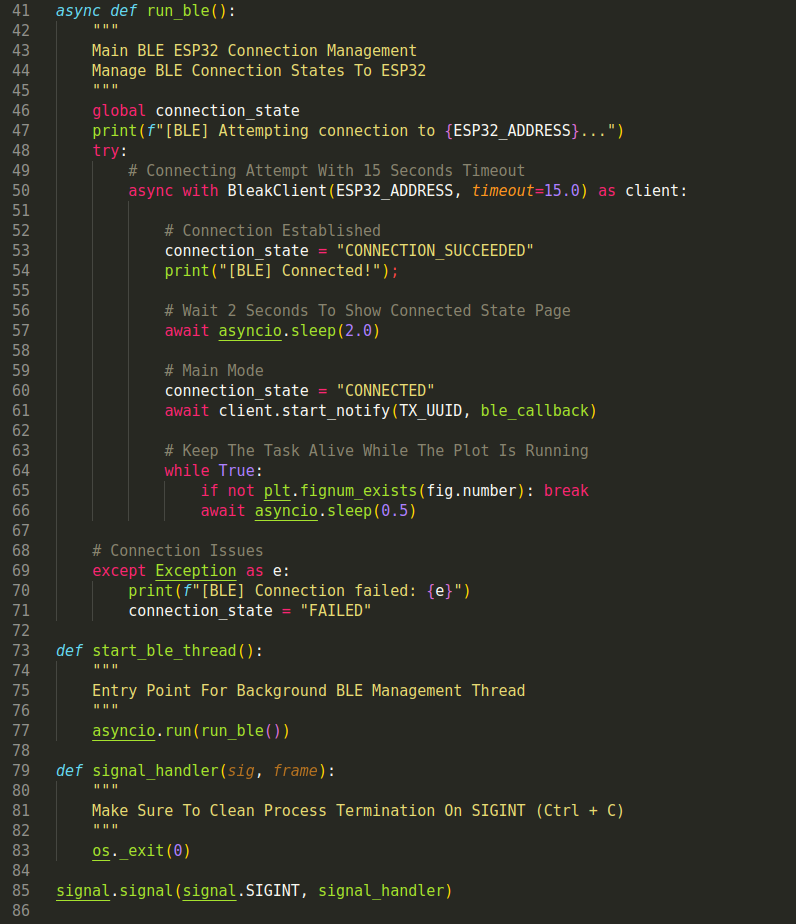 41 async def run_ble():
42     """
43     Main BLE ESP32 Connection Management
44     Manage BLE Connection States To ESP32
45     """
46     global connection_state
47     print(f"[BLE] Attempting connection to {ESP32_ADDRESS}...")
48     try:
49         # Connecting Attempt With 15 Seconds Timeout
50         async with BleakClient(ESP32_ADDRESS, timeout=15.0) as client:
51
52             # Connection Established
53             connection_state = "CONNECTION_SUCCEEDED"
54             print("[BLE] Connected!");
55
56             # Wait 2 Seconds To Show Connected State Page
57             await asyncio.sleep(2.0)
58
59             # Main Mode
60             connection_state = "CONNECTED"
61             await client.start_notify(TX_UUID, ble_callback)
62
63             # Keep The Task Alive While The Plot Is Running
64             while True:
65                 if not plt.fignum_exists(fig.number): break
66                 await asyncio.sleep(0.5)
67
68     # Connection Issues
69     except Exception as e:
70         print(f"[BLE] Connection failed: {e}")
71         connection_state = "FAILED"
72
73 def start_ble_thread():
74     """
75     Entry Point For Background BLE Management Thread
76     """
77     asyncio.run(run_ble())
78
79 def signal_handler(sig, frame):
80     """
81     Make Sure To Clean Process Termination On SIGINT (Ctrl + C)
82     """
83     os._exit(0)
84
85 signal.signal(signal.SIGINT, signal_handler)
86